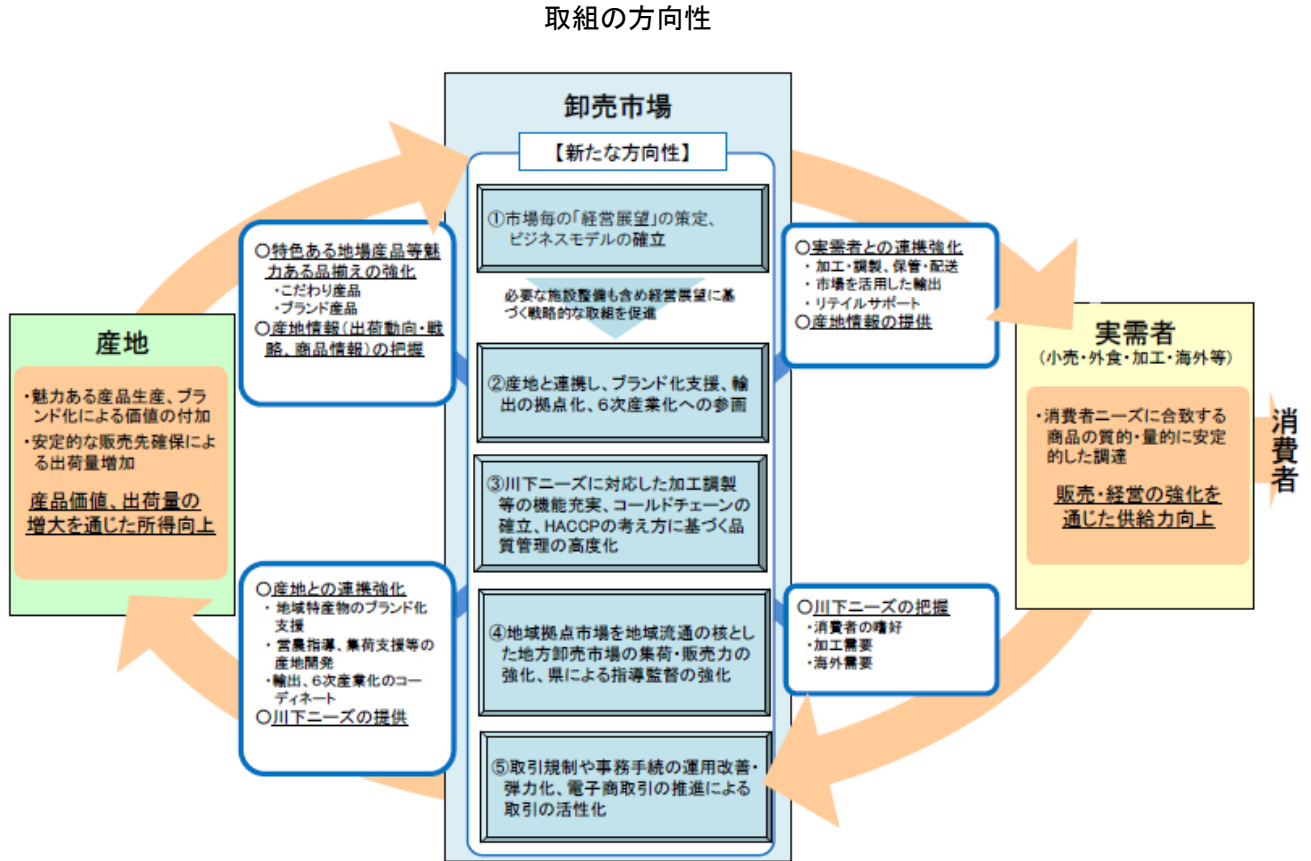 取組の方向性
卸売市場
【新たな方向性】
①市場毎の「経営展望」の策定、
ビジネスモデルの確立
必要な施設整備も含め経営展望に基
づく戦略的な取組を促進
②産地と連携し、ブランド化支援、輸
出の拠点化、6次産業化への参画
③川下ニーズに対応した加工調製
等の機能充実、コールドチェーンの
確立、HACCPの考え方に基づく品
質管理の高度化
④地域拠点市場を地域流通の核とし
た地方卸売市場の集荷・販売力の
強化、県による指導監督の強化
⑤取引規制や事務手続の運用改善・
弾力化、電子商取引の推進による
取引の活性化
○特色ある地場産品等魅
力ある品揃えの強化
・こだわり産品
・ブランド産品
○産地情報(出荷動向・戦
略、商品情報)の把握
産地
・魅力ある産品生産、ブラ
ンド化による価値の付加
・安定的な販売先確保によ
る出荷量増加
産品価値、出荷量の
増大を通じた所得向上
○産地との連携強化
・地域特産物のブランド化
支援
・営農指導、集荷支援等の
産地開発
・輸出、6次産業化のコー
ディネート
○川下ニーズの提供
○実需者との連携強化
・加工・調製、保管・配送
・市場を活用した輸出
・リテイルサポート
○産地情報の提供
実需者
(小売・外食・加工・海外等)
・消費者ニーズに合致する
商品の質的・量的に安定
的した調達
販売・経営の強化を
通じた供給力向上
○川下ニーズの把握
・消費者の嗜好
・加工需要
・海外需要
消費者